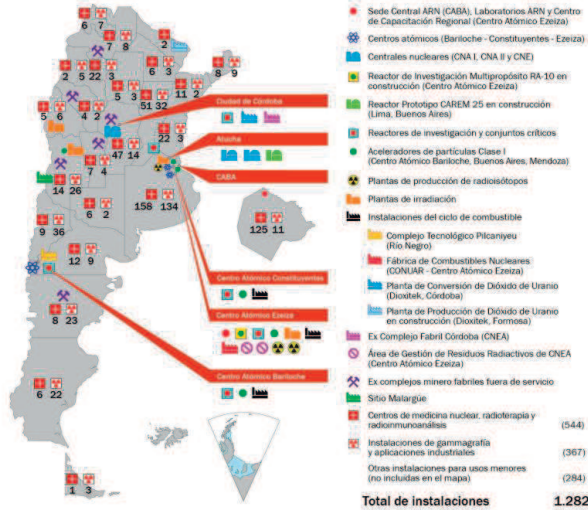 6 7
7 8
2
2 5 22 3
6 3
8 9
5 3
11 2
51 32
5 6
4 2
22 3
47 14
7 4
14 26
6 2
158 134
9 36
12 9
125 11
8 23
6 22
1 3
Ciudad de Córdoba
Atucha
CABA
Centro Atómico Constituyentes
Centro Atómico Ezeiza
Centro Atómico Bariloche
Sede Central ARN (CABA), Laboratorios ARN y Centro
de Capacitación Regional (Centro Atómico Ezeiza)
Centros atómicos (Bariloche - Constituyentes - Ezeiza)
Centrales nucleares (CNA I, CNA II y CNE)
Reactor de Investigación Multipropósito RA-10 en
construcción (Centro Atómico Ezeiza)
Reactor Prototipo CAREM 25 en construcción
(Lima, Buenos Aires)
Reactores de investigación y conjuntos críticos
Aceleradores de partículas Clase I
(Centro Atómico Bariloche, Buenos Aires, Mendoza)
Plantas de producción de radioisótopos
Plantas de irradiación
Instalaciones del ciclo de combustible
Complejo Tecnológico Pilcaniyeu
(Río Negro)
Fábrica de Combustibles Nucleares
(CONUAR - Centro Atómico Ezeiza)
Planta de Conversión de Dióxido de Uranio
(Dioxitek, Córdoba)
Planta de Producción de Dióxido de Uranio
en construcción (Dioxitek, Formosa)
Ex Complejo Fabril Córdoba (CNEA)
Área de Gestión de Residuos Radiactivos de CNEA
(Centro Atómico Ezeiza)
Ex complejos minero fabriles fuera de servicio
Sitio Malargüe
Centros de medicina nuclear, radioterapia y
radioinmunoanálisis (544)
Instalaciones de gammagrafía
y aplicaciones industriales (367)
Otras instalaciones para usos menores
(no incluidas en el mapa) (284)
Total de instalaciones 1.282